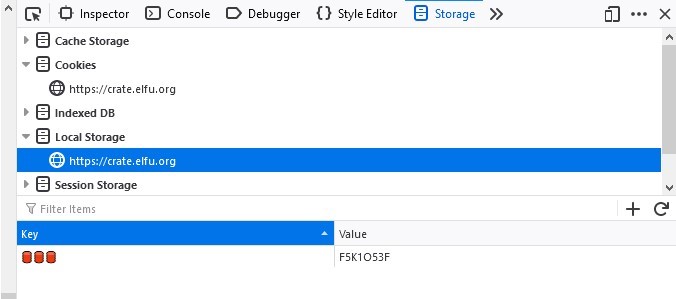 Inspector Console Debugger Style Editor Storage
Cache Storage
Cookies
https://crate.elfu.org
Indexed DB
Local Storage
https://crate.elfu.org
Session Storage
Filter Items
Key Value
🛢️🛢️🛢️ F5K1O53F